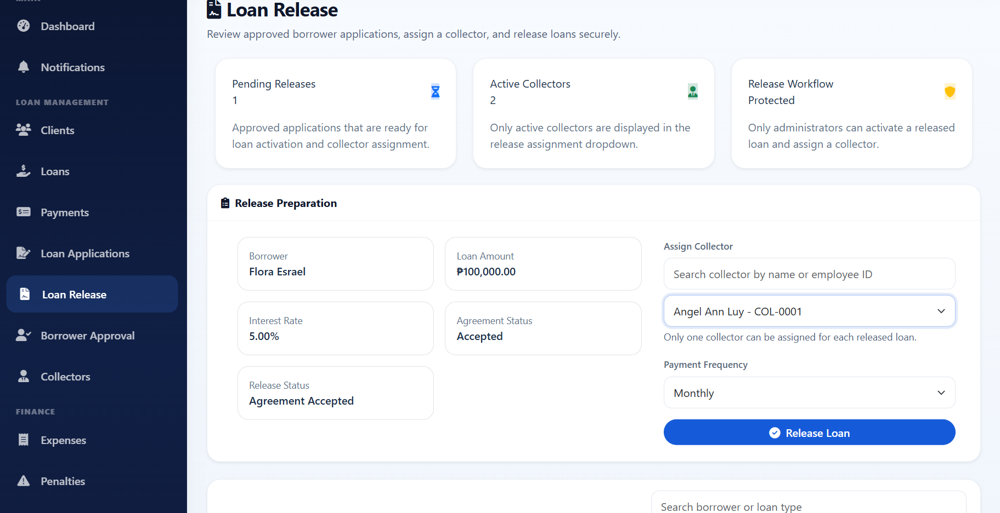 Dashboard
Notifications
LOAN MANAGEMENT
Clients
Loans
Payments
Loan Applications
Loan Release
Borrower Approval
Collectors
FINANCE
Expenses
Penalties
Loan Release
Review approved borrower applications, assign a collector, and release loans securely.
Pending Releases
1
Approved applications that are ready for
loan activation and collector assignment.
Active Collectors
2
Only active collectors are displayed in the
release assignment dropdown.
Release Workflow
Protected
Only administrators can activate a released
loan and assign a collector.
Release Preparation
Borrower
Flora Esrael
Loan Amount
₱100,000.00
Interest Rate
5.00%
Agreement Status
Accepted
Release Status
Agreement Accepted
Assign Collector
Search collector by name or employee ID
Angel Ann Luy - COL-0001
Only one collector can be assigned for each released loan.
Payment Frequency
Monthly
Release Loan
Search borrower or loan type